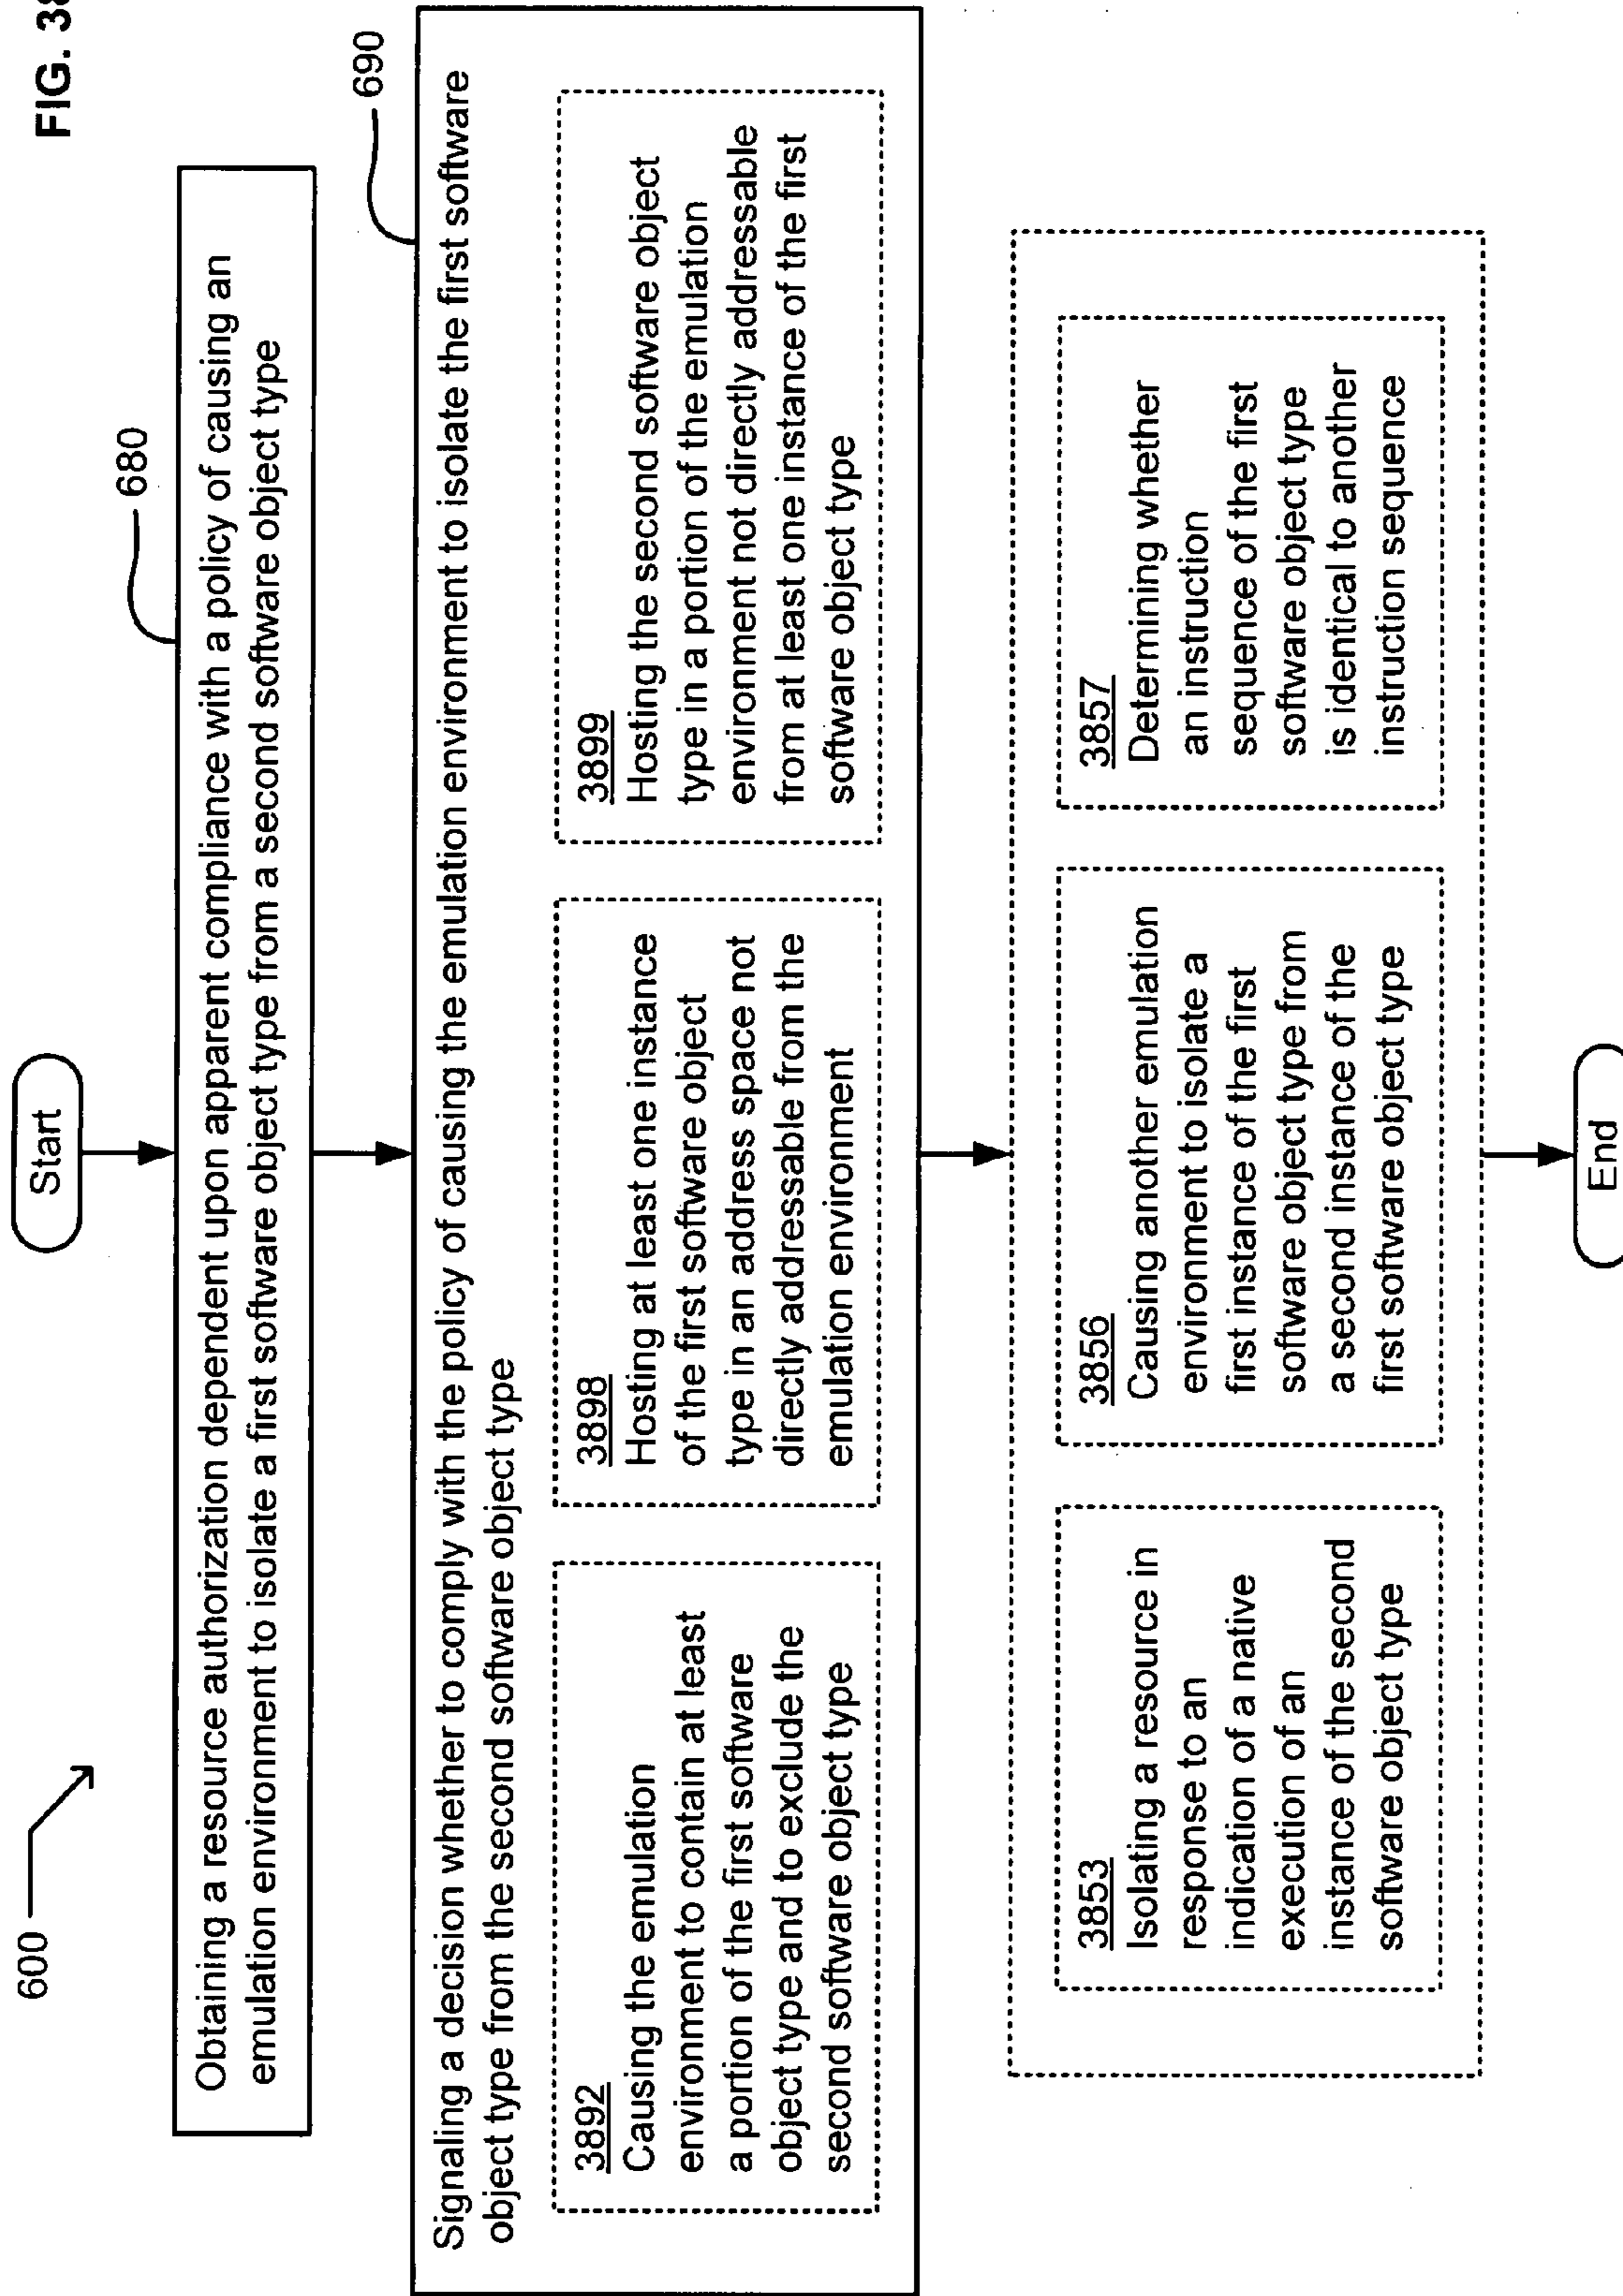 FIG. 38
600
Start
680
Obtaining a resource authorization dependent upon apparent compliance with a policy of causing an
emulation environment to isolate a first software object type from a second software object type
690
Signaling a decision whether to comply with the policy of causing the emulation environment to isolate the first software
object type from the second software object type
3892
Causing the emulation
environment to contain at least
a portion of the first software
object type and to exclude the
second software object type
3898
Hosting at least one instance
of the first software object
type in an address space not
directly addressable from the
emulation environment
3899
Hosting the second software object
type in a portion of the emulation
environment not directly addressable
from at least one instance of the first
software object type
3853
Isolating a resource in
response to an
indication of a native
execution of an
instance of the second
software object type
3856
Causing another emulation
environment to isolate a
first instance of the first
software object type from
a second instance of the
first software object type
3857
Determining whether
an instruction
sequence of the first
software object type
is identical to another
instruction sequence
End